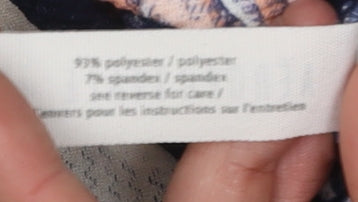 93% polyester / polyester
7% spandex / spandex
see reverse for care /
l'envers pour les instructions sur l'entretien